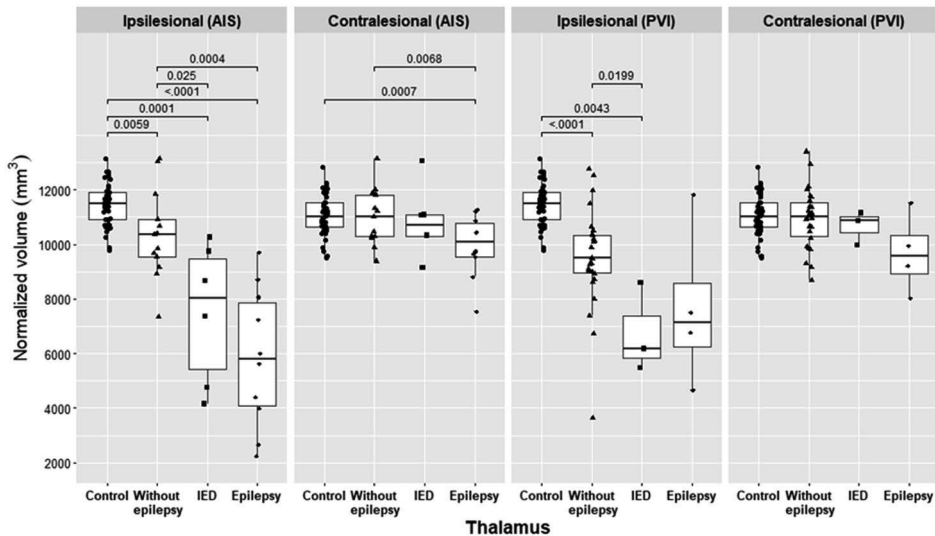 Ipsilesional (AIS)
Contralesional (AIS)
Ipsilesional (PVI)
Contralesional (PVI)
0.0004
0.025
<.0001
0.0001
0.0059
0.0068
0.0007
0.0199
0.0043
<.0001
Normalized volume (mm³)
12000
10000
8000
6000
4000
2000
Control Without epilepsy IED Epilepsy
Control Without epilepsy IED Epilepsy
Control Without epilepsy IED Epilepsy
Control Without epilepsy IED Epilepsy
Thalamus